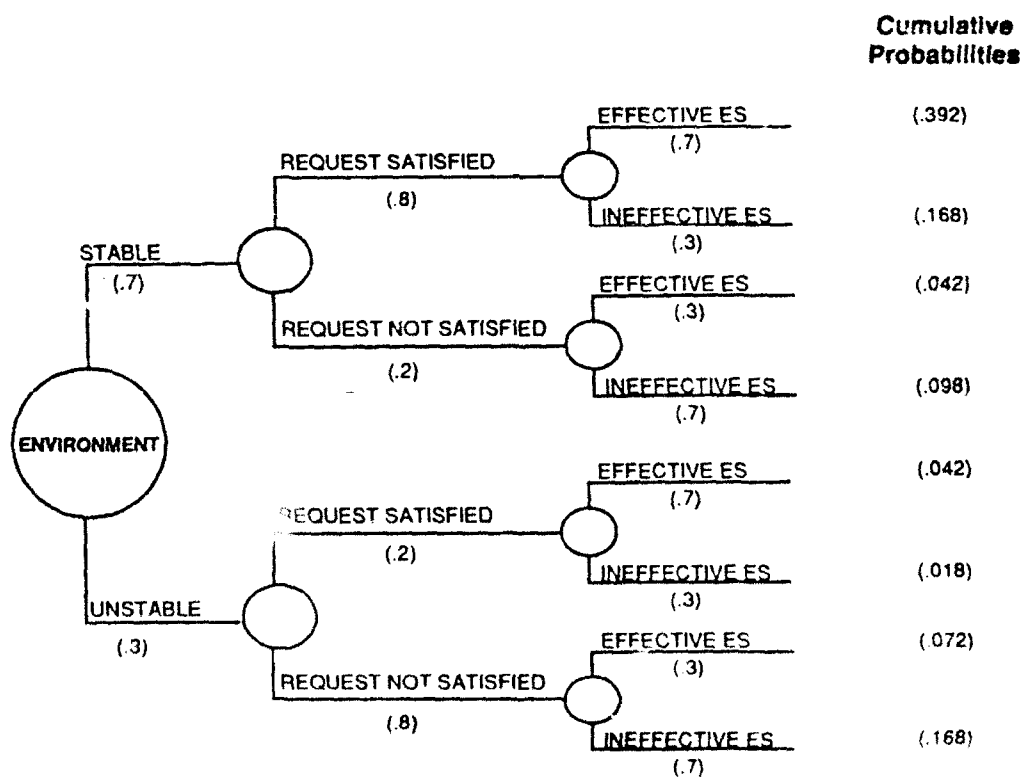 Cumulative
Probabilities
EFFECTIVE ES
(.392)
(.7)
REQUEST SATISFIED
(.8)
INEFFECTIVE ES
(.168)
(.3)
STABLE
(.7)
EFFECTIVE ES
(.042)
(.3)
REQUEST NOT SATISFIED
(.2)
INEFFECTIVE ES
(.098)
(.7)
ENVIRONMENT
EFFECTIVE ES
(.042)
(.7)
REQUEST SATISFIED
(.2)
INEFFECTIVE ES
(.018)
(.3)
UNSTABLE
(.3)
EFFECTIVE ES
(.072)
(.3)
REQUEST NOT SATISFIED
(.8)
INEFFECTIVE ES
(.168)
(.7)